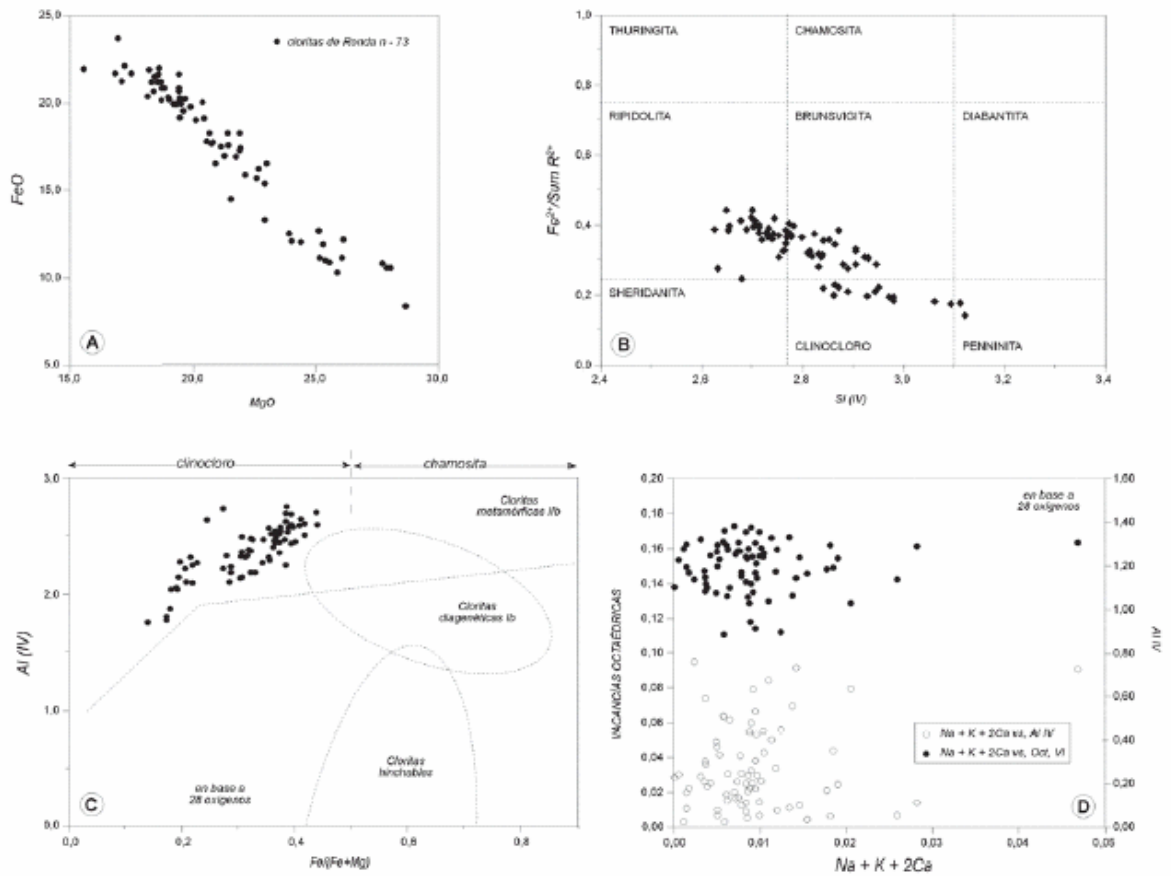 cloritas de Ronda n - 73
FeO
25,0
20,0
15,0
10,0
5,0
15,0 20,0 25,0 30,0
MgO
A
Fe2+/Sum R2+
1,0
0,8
0,6
0,4
0,2
0,0
THURINGITA CHAMOSITA
RIPIDOLITA BRUNSVIGITA DIABANTITA
SHERIDANITA
CLINOCLORO PENNINITA
B
2,4 2,6 2,8 3,0 3,2 3,4
Si (IV)
clinocloro chamosita
Al (IV)
3,0
2,0
1,0
0,0
Cloritas
metamórficas IIb
Cloritas
diagenéticas Ib
Cloritas
hinchables
en base a
28 oxígenos
C
0,0 0,2 0,4 0,6 0,8
Fe/(Fe+Mg)
VACANCÍAS OCTAÉDRICAS
0,20
0,18
0,16
0,14
0,12
0,10
0,08
0,06
0,04
0,02
0,00
en base a
28 oxígenos
Na + K + 2Ca vs, Al IV
Na + K + 2Ca vs, Oct, VI
D
1,60
1,40
1,20
1,00
0,80
0,60
0,40
0,20
0,00
Al IV
0,00 0,01 0,02 0,03 0,04 0,05
Na + K + 2Ca